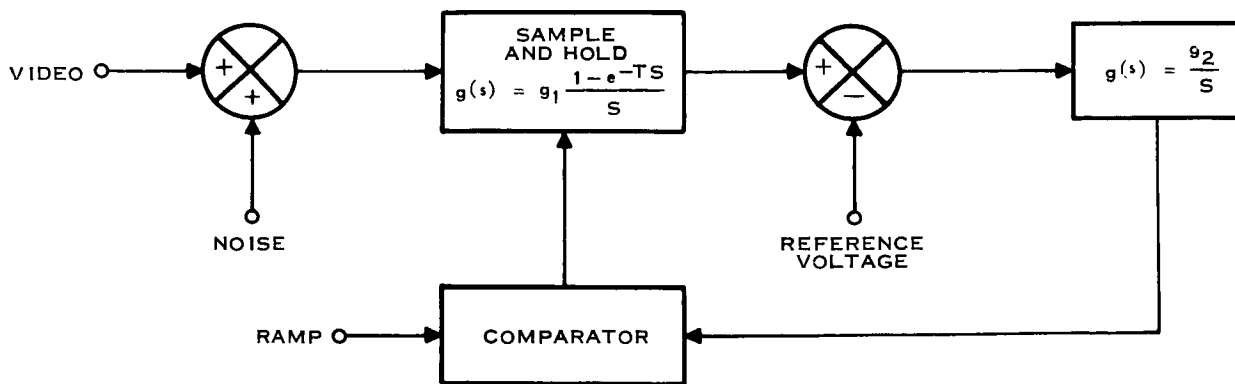 VIDEO
+
+
NOISE
SAMPLE
AND HOLD
g(s) = g₁ (1-e^-TS)/S
+
−
REFERENCE
VOLTAGE
g(s) = g₂/S
RAMP
COMPARATOR